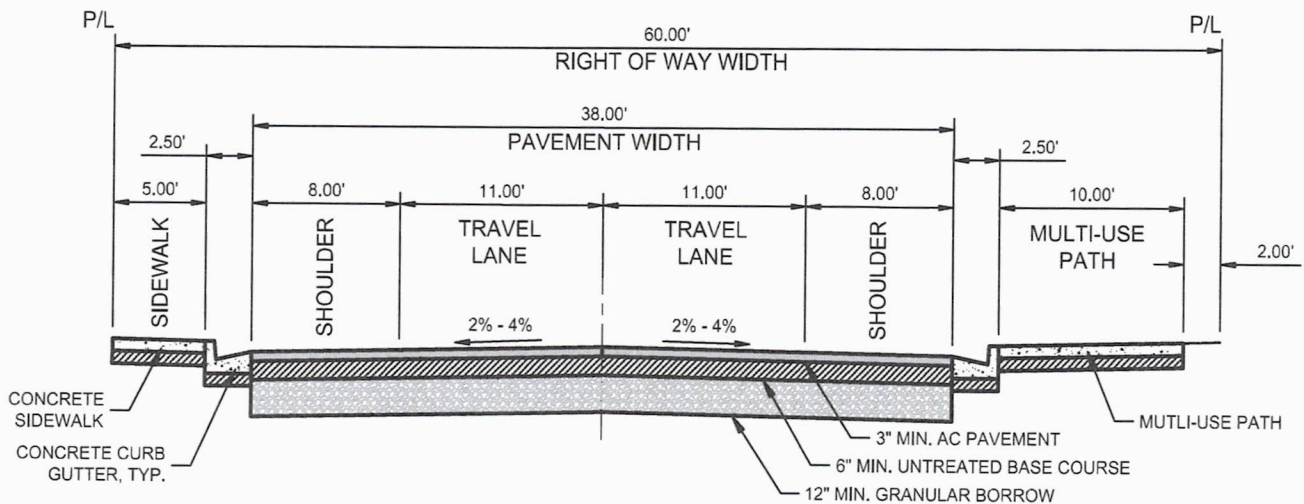 P/L
P/L
60.00'
RIGHT OF WAY WIDTH
38.00'
PAVEMENT WIDTH
2.50'
2.50'
5.00'
8.00'
11.00'
11.00'
8.00'
10.00'
SIDEWALK
SHOULDER
TRAVEL
LANE
TRAVEL
LANE
SHOULDER
MULTI-USE
PATH
2.00'
2% - 4%
2% - 4%
CONCRETE
SIDEWALK
CONCRETE CURB
GUTTER, TYP.
3" MIN. AC PAVEMENT
6" MIN. UNTREATED BASE COURSE
12" MIN. GRANULAR BORROW
MUTLI-USE PATH